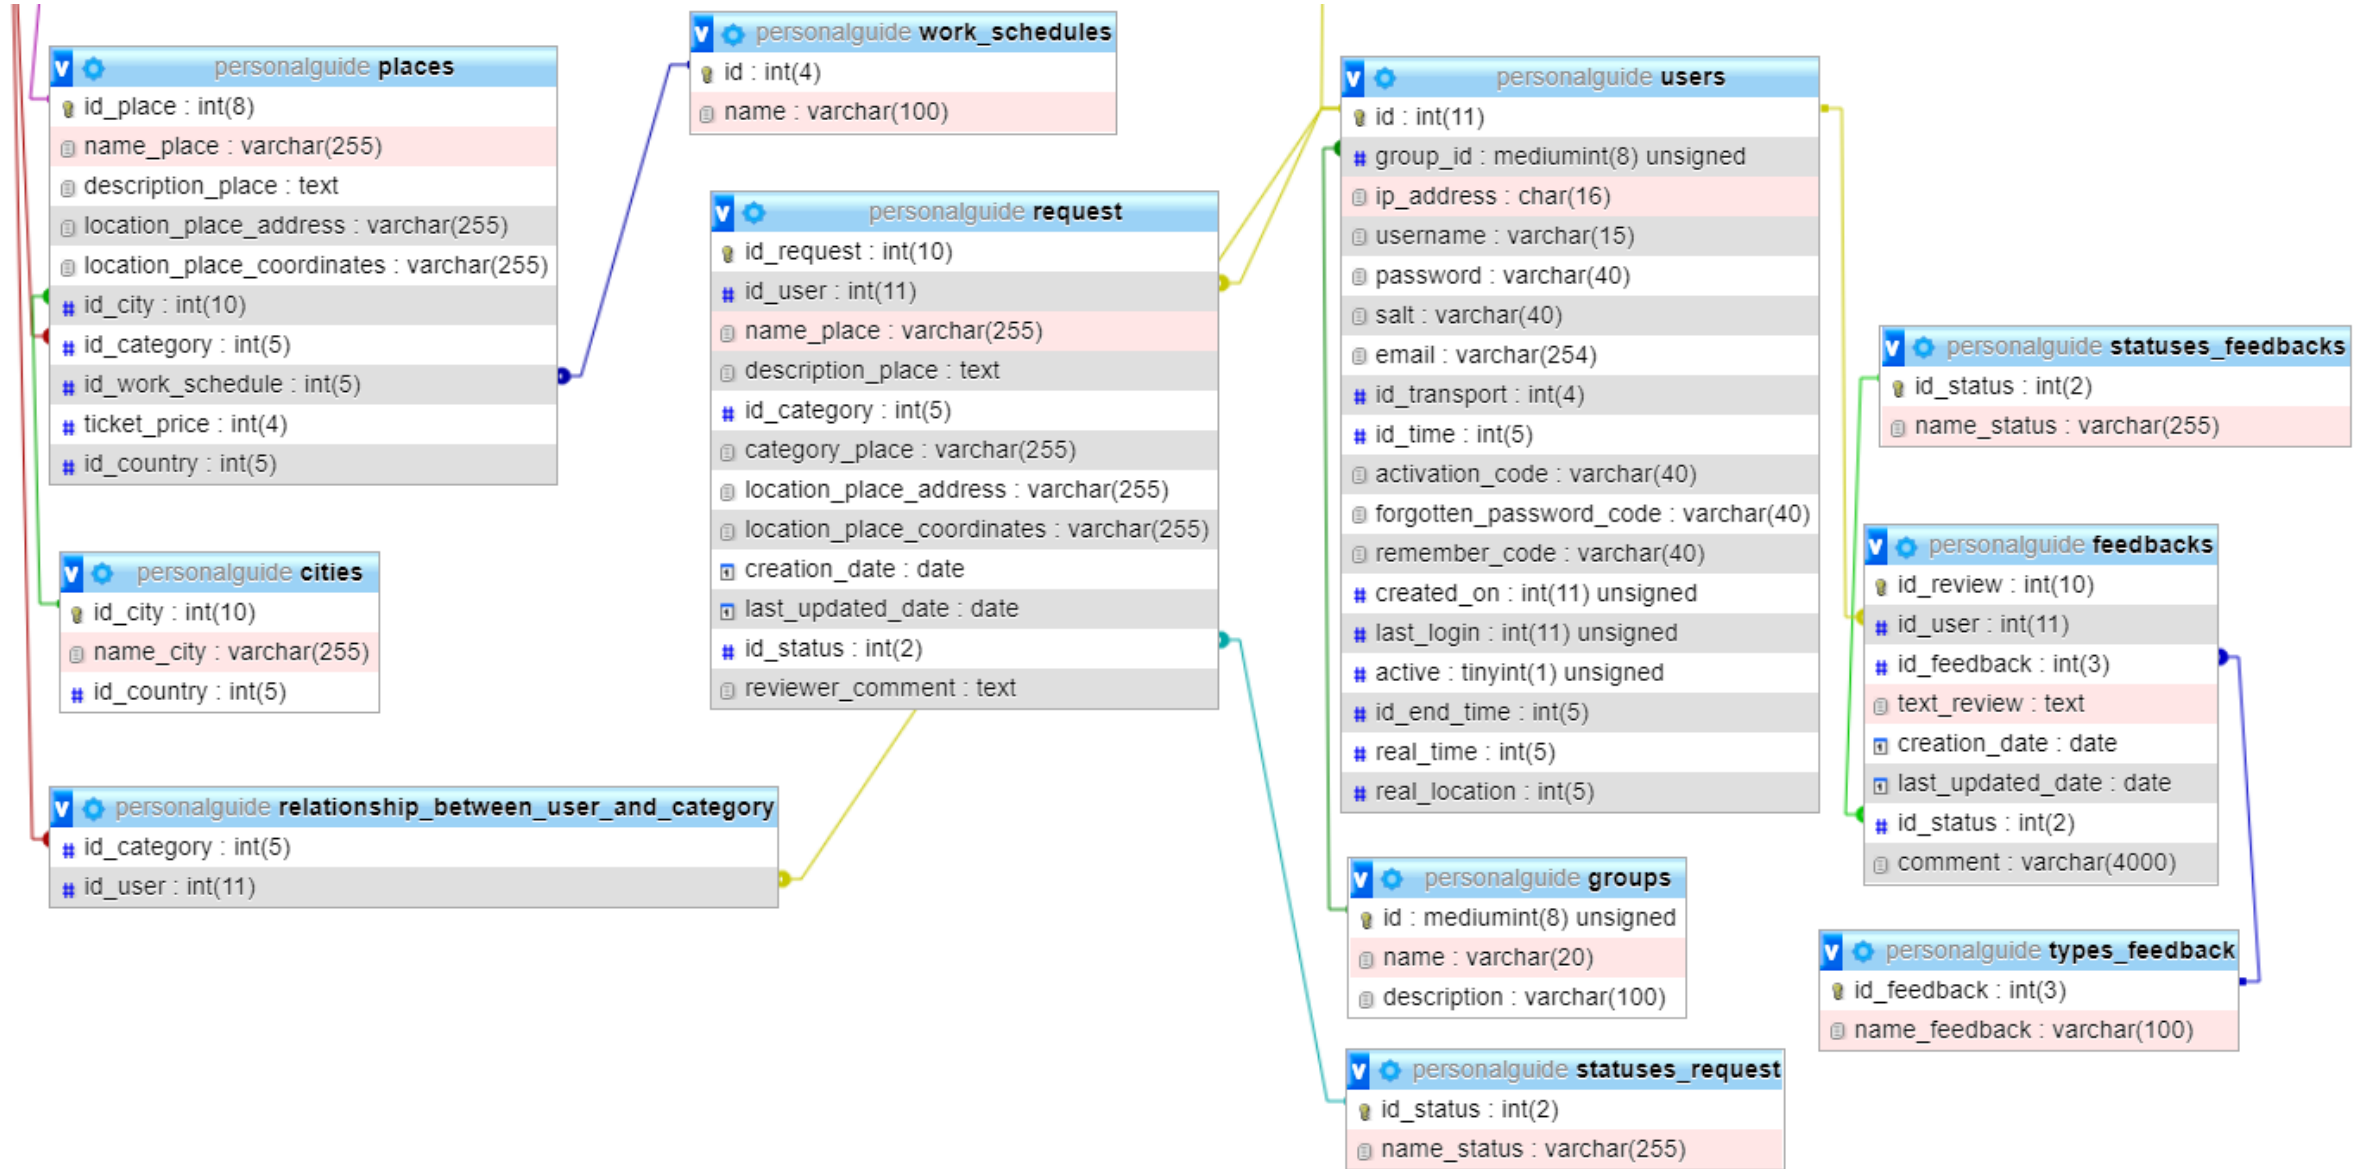 personalguide places
id_place : int(8)
name_place : varchar(255)
description_place : text
location_place_address : varchar(255)
location_place_coordinates : varchar(255)
id_city : int(10)
id_category : int(5)
id_work_schedule : int(5)
ticket_price : int(4)
id_country : int(5)
personalguide cities
id_city : int(10)
name_city : varchar(255)
id_country : int(5)
personalguide relationship_between_user_and_category
id_category : int(5)
id_user : int(11)
personalguide work_schedules
id : int(4)
name : varchar(100)
personalguide request
id_request : int(10)
id_user : int(11)
name_place : varchar(255)
description_place : text
id_category : int(5)
category_place : varchar(255)
location_place_address : varchar(255)
location_place_coordinates : varchar(255)
creation_date : date
last_updated_date : date
id_status : int(2)
reviewer_comment : text
personalguide users
id : int(11)
group_id : mediumint(8) unsigned
ip_address : char(16)
username : varchar(15)
password : varchar(40)
salt : varchar(40)
email : varchar(254)
id_transport : int(4)
id_time : int(5)
activation_code : varchar(40)
forgotten_password_code : varchar(40)
remember_code : varchar(40)
created_on : int(11) unsigned
last_login : int(11) unsigned
active : tinyint(1) unsigned
id_end_time : int(5)
real_time : int(5)
real_location : int(5)
personalguide groups
id : mediumint(8) unsigned
name : varchar(20)
description : varchar(100)
personalguide statuses_request
id_status : int(2)
name_status : varchar(255)
personalguide statuses_feedbacks
id_status : int(2)
name_status : varchar(255)
personalguide feedbacks
id_review : int(10)
id_user : int(11)
id_feedback : int(3)
text_review : text
creation_date : date
last_updated_date : date
id_status : int(2)
comment : varchar(4000)
personalguide types_feedback
id_feedback : int(3)
name_feedback : varchar(100)